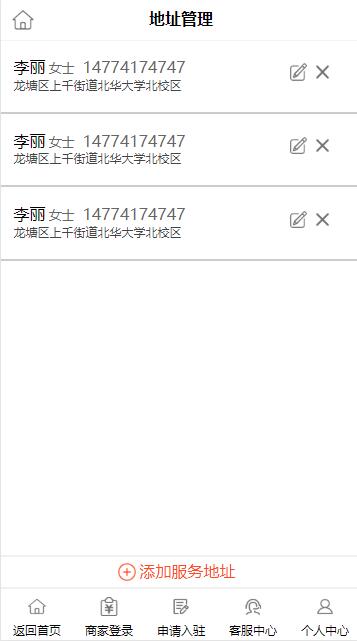 地址管理
李丽 女士 14774174747
龙塘区上千街道北华大学北校区
李丽 女士 14774174747
龙塘区上千街道北华大学北校区
李丽 女士 14774174747
龙塘区上千街道北华大学北校区
添加服务地址
返回首页 商家登录 申请入驻 客服中心 个人中心